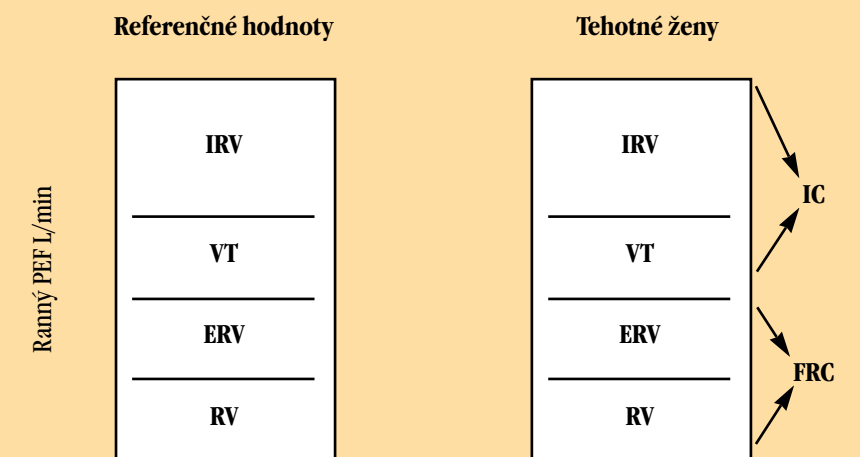 Referenčné hodnoty
Tehotné ženy
Ranný PEF L/min
IRV
VT
ERV
RV
IRV
VT
ERV
RV
IC
FRC